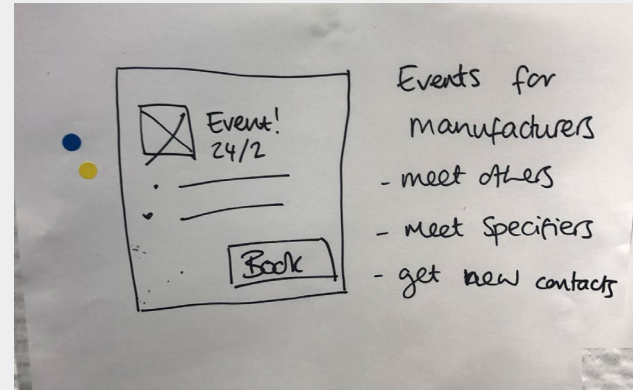 Event!
24/2
Book
Events for
manufacturers
- meet others
- meet specifiers
- get new contacts